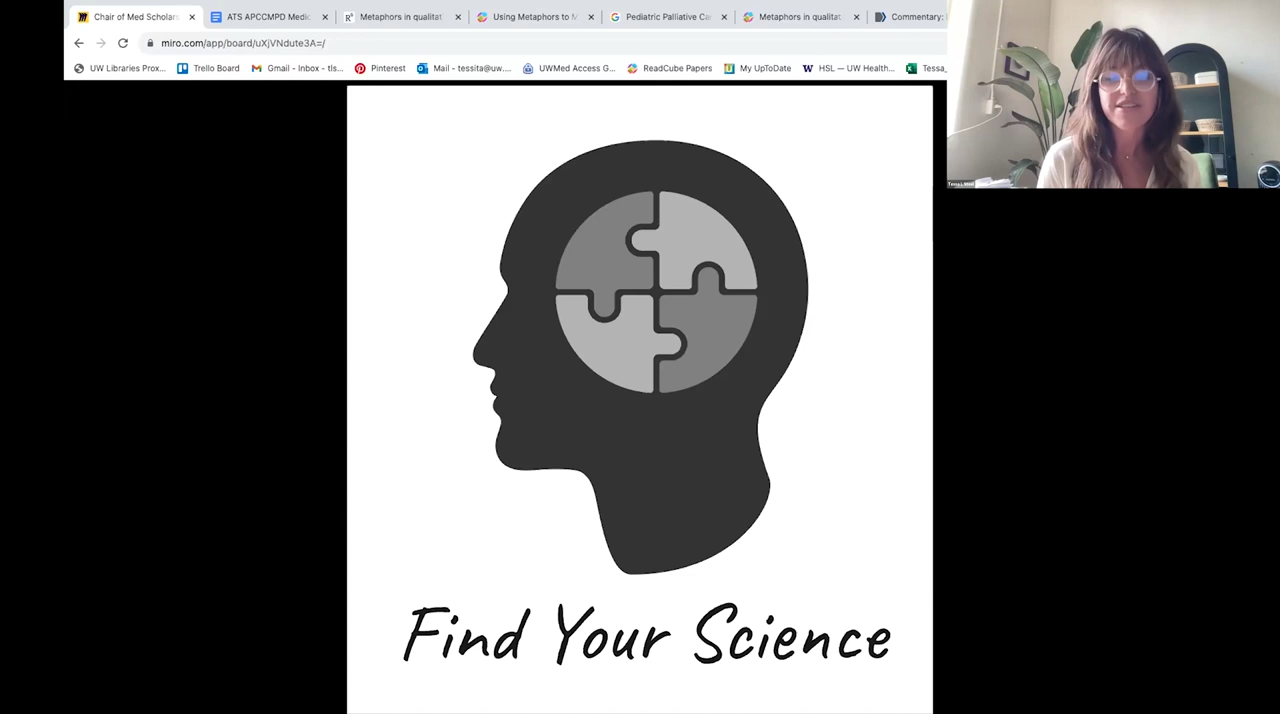 Chair of Med Scholars
ATS APCCMPD Medic
Metaphors in qualitat
Using Metaphors to M
Pediatric Palliative Ca
Metaphors in qualitat
Commentary:
miro.com/app/board/uXjVNdute3A=/
UW Libraries Prox...
Trello Board
Gmail - Inbox - tls...
Pinterest
Mail - tessita@uw....
UWMed Access G...
ReadCube Papers
My UpToDate
HSL — UW Health...
Tessa_
Find Your Science